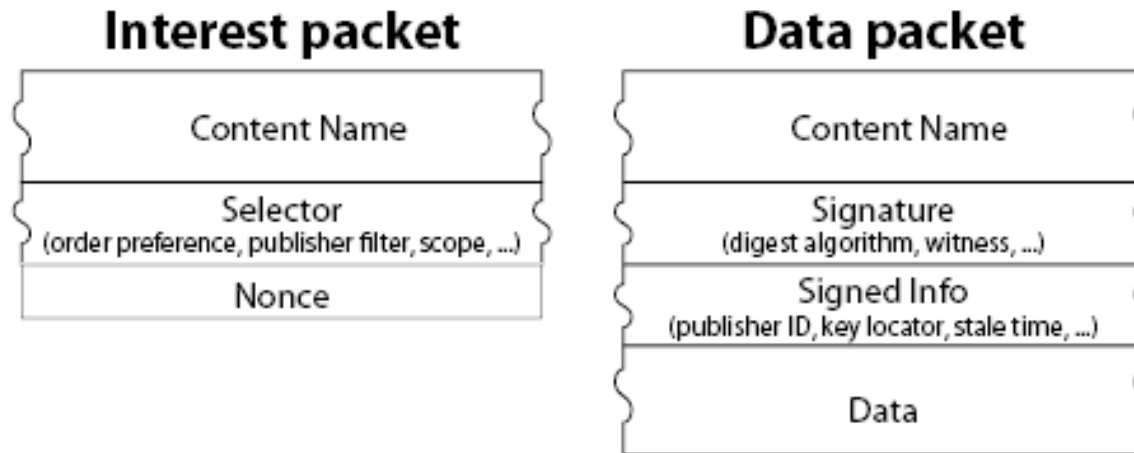 Interest packet
Content Name
Selector
(order preference, publisher filter, scope, ...)
Nonce
Data packet
Content Name
Signature
(digest algorithm, witness, ...)
Signed Info
(publisher ID, key locator, stale time, ...)
Data